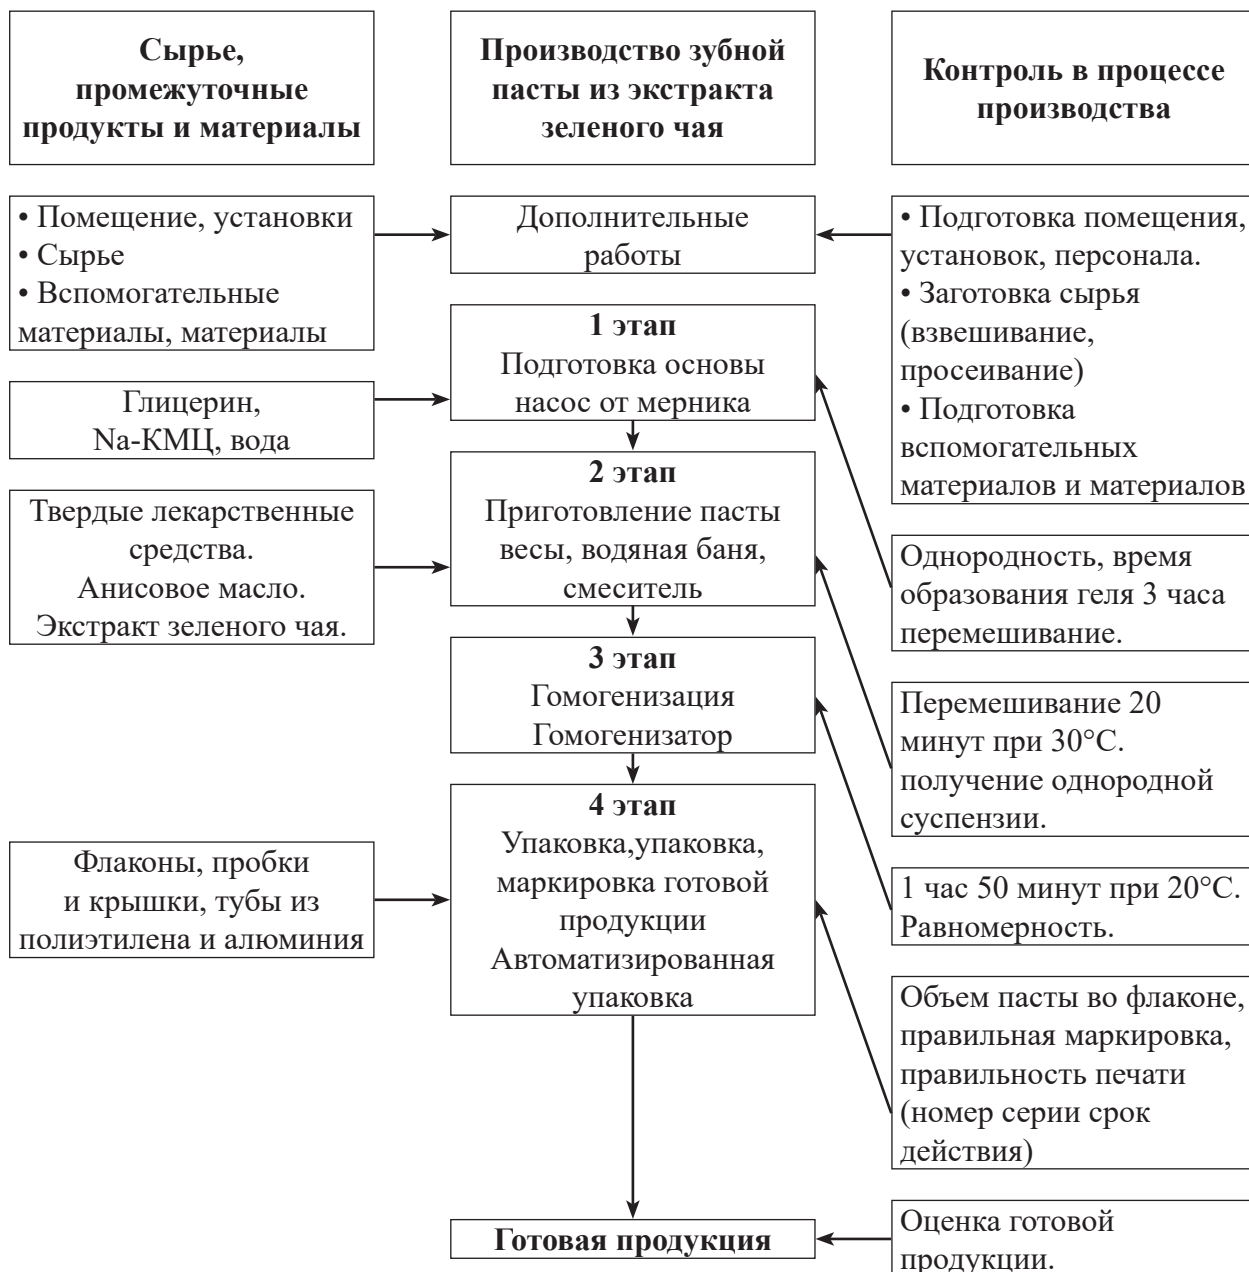 Сырье,
промежуточные
продукты и материалы
Производство зубной
пасты из экстракта
зеленого чая
Контроль в процессе
производства
• Помещение, установки
• Сырье
• Вспомогательные
материалы, материалы
Дополнительные
работы
• Подготовка помещения,
установок, персонала.
• Заготовка сырья
(взвешивание,
просеивание)
• Подготовка
вспомогательных
материалов и материалов
1 этап
Подготовка основы
насос от мерника
Глицерин,
Na-КМЦ, вода
2 этап
Приготовление пасты
весы, водяная баня,
смеситель
Твердые лекарственные
средства.
Анисовое масло.
Экстракт зеленого чая.
Однородность, время
образования геля 3 часа
перемешивание.
3 этап
Гомогенизация
Гомогенизатор
Перемешивание 20
минут при 30°С.
получение однородной
суспензии.
4 этап
Упаковка,упаковка,
маркировка готовой
продукции
Автоматизированная
упаковка
Флаконы, пробки
и крышки, тубы из
полиэтилена и алюминия
1 час 50 минут при 20°С.
Равномерность.
Объем пасты во флаконе,
правильная маркировка,
правильность печати
(номер серии срок
действия)
Готовая продукция
Оценка готовой
продукции.